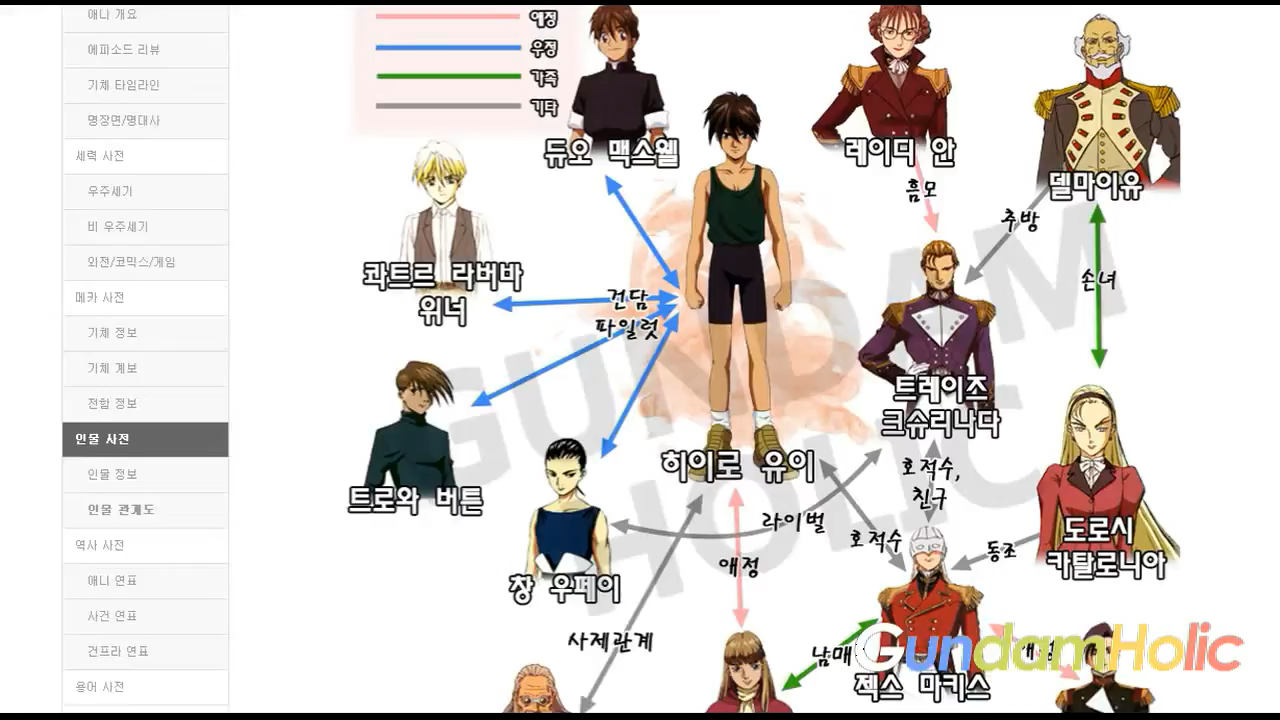 애니 개요
에피소드 리뷰
기체 타임라인
명장면/명대사
세력 사전
우주세기
비 우주세기
외전/코믹스/게임
메카 사전
기체 정보
기체 계보
전함 정보
인물 사전
인물 정보
인물 관계도
역사 사전
애니 연표
사건 연표
건프라 연표
용어 사전
애정
우정
가족
기타
듀오 맥스웰
레이디 안
델마이유
흠모
추방
손녀
콰트르 라버바
위너
건담
파일럿
트레이즈
크슈리나다
히이로 유이
트로와 버튼
호적수,
친구
라이벌
호적수
동조
도로시
카탈로니아
창 우페이
애정
사제관계
남매
젝스 마키스
GUNDAM
HOLIC
GundamHolic